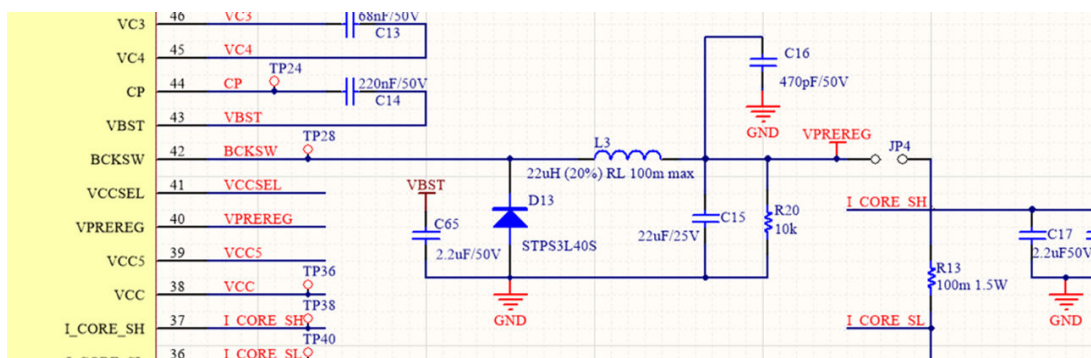 VC3 46 VC3 68nF/50V
C13
VC4 45 VC4
TP24
CP 44 CP 220nF/50V
C14
VBST 43 VBST
TP28
BCKSW 42 BCKSW
VCCSEL 41 VCCSEL
VPREREG 40 VPREREG
VCC5 39 VCC5
TP36
VCC 38 VCC
TP38
I_CORE_SH 37 I_CORE_SH
TP40
36 I_CORE_SL
VBST
C65
2.2uF/50V
D13
STPS3L40S
GND
L3
22uH (20%) RL 100m max
C16
470pF/50V
GND
C15
22uF/25V
R20
10k
VPREREG
JP4
I_CORE_SH
C17
2.2uF50V
R13
100m 1.5W
GND
I_CORE_SL